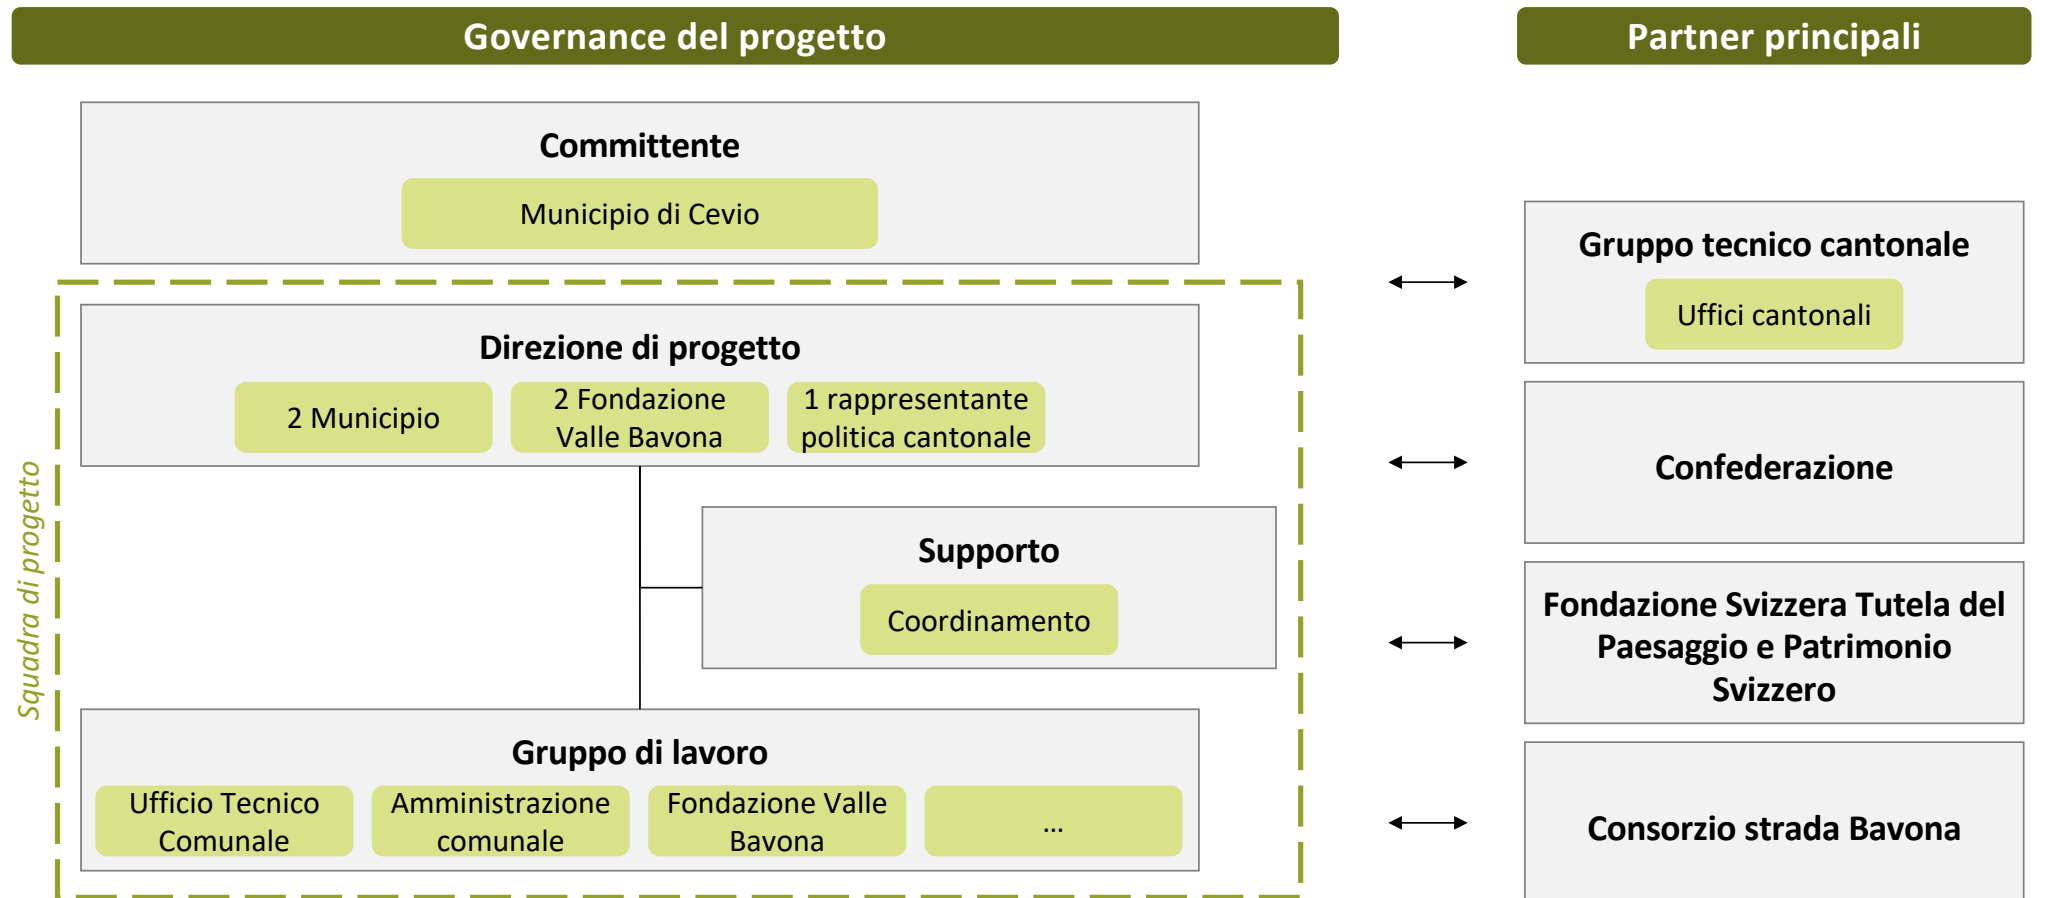 Governance del progetto
Committente
Municipio di Cevio
Squadra di progetto
Direzione di progetto
2 Municipio
2 Fondazione
Valle Bavona
1 rappresentante
politica cantonale
Supporto
Coordinamento
Gruppo di lavoro
Ufficio Tecnico
Comunale
Amministrazione
comunale
Fondazione Valle
Bavona
...
Partner principali
Gruppo tecnico cantonale
Uffici cantonali
Confederazione
Fondazione Svizzera Tutela del
Paesaggio e Patrimonio
Svizzero
Consorzio strada Bavona